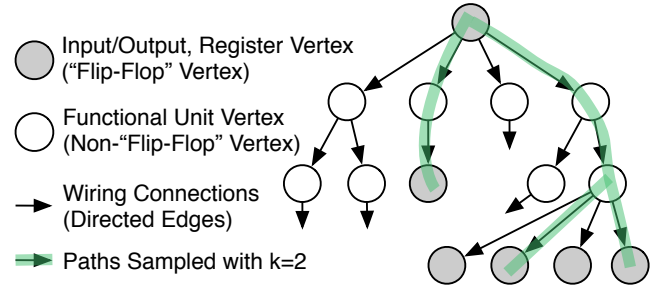 Input/Output, Register Vertex
(“Flip-Flop” Vertex)
Functional Unit Vertex
(Non-“Flip-Flop” Vertex)
Wiring Connections
(Directed Edges)
Paths Sampled with k=2